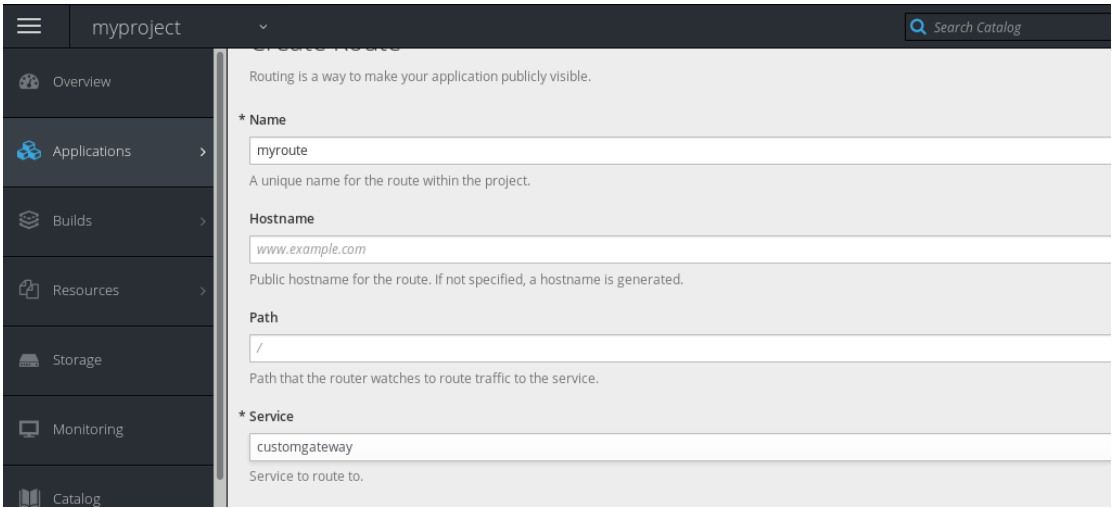 myproject
Search Catalog
Overview
Applications
Builds
Resources
Storage
Monitoring
Catalog
Create Route
Routing is a way to make your application publicly visible.
* Name
myroute
A unique name for the route within the project.
Hostname
www.example.com
Public hostname for the route. If not specified, a hostname is generated.
Path
/
Path that the router watches to route traffic to the service.
* Service
customgateway
Service to route to.